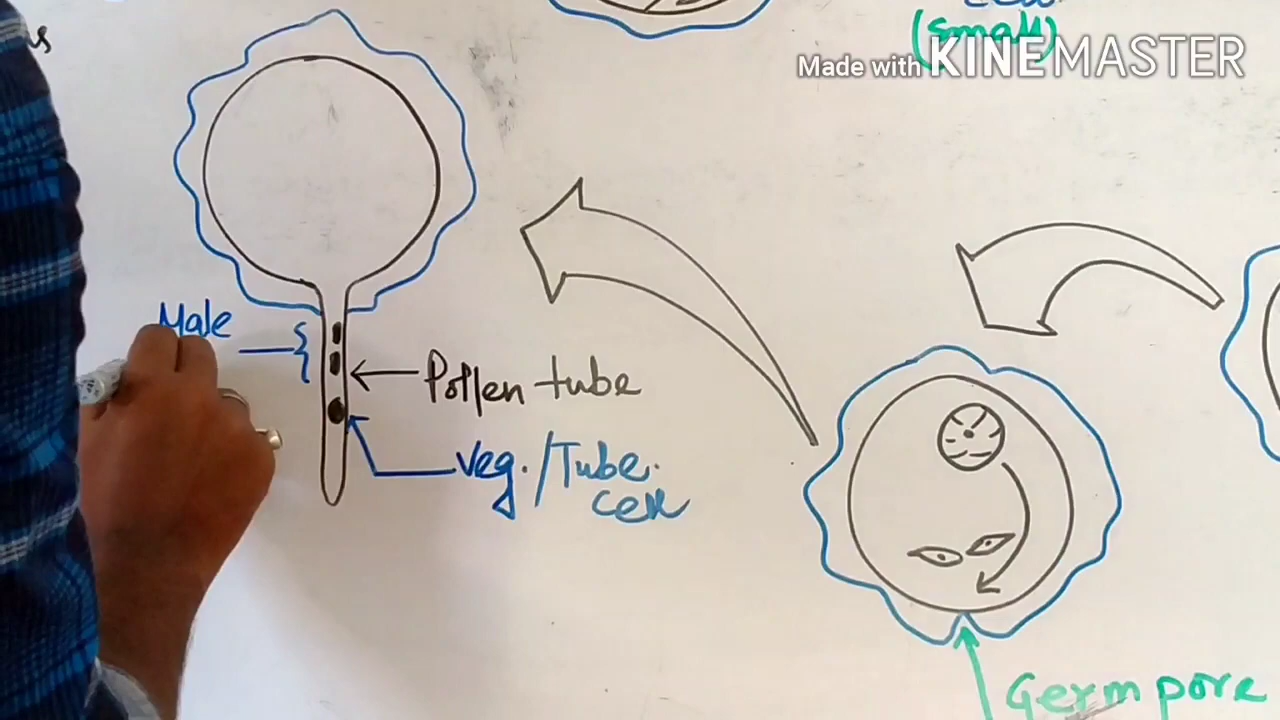 (small)
Made with KINEMASTER
Male
Pollen tube
Veg./Tube.
cell
Germ pore